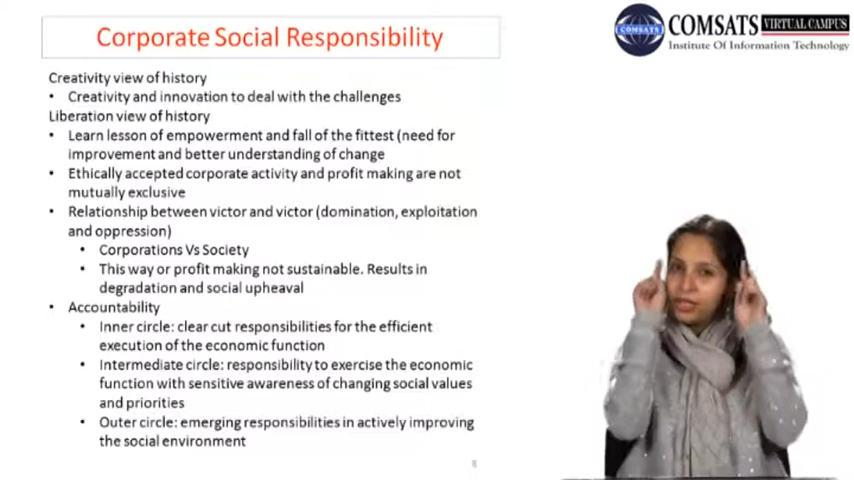 Corporate Social Responsibility
COMSATS
COMSATS VIRTUAL CAMPUS
Institute Of Information Technology
Creativity view of history
• Creativity and innovation to deal with the challenges
Liberation view of history
• Learn lesson of empowerment and fall of the fittest (need for
improvement and better understanding of change
• Ethically accepted corporate activity and profit making are not
mutually exclusive
• Relationship between victor and victor (domination, exploitation
and oppression)
• Corporations Vs Society
• This way or profit making not sustainable. Results in
degradation and social upheaval
• Accountability
• Inner circle: clear cut responsibilities for the efficient
execution of the economic function
• Intermediate circle: responsibility to exercise the economic
function with sensitive awareness of changing social values
and priorities
• Outer circle: emerging responsibilities in actively improving
the social environment
8